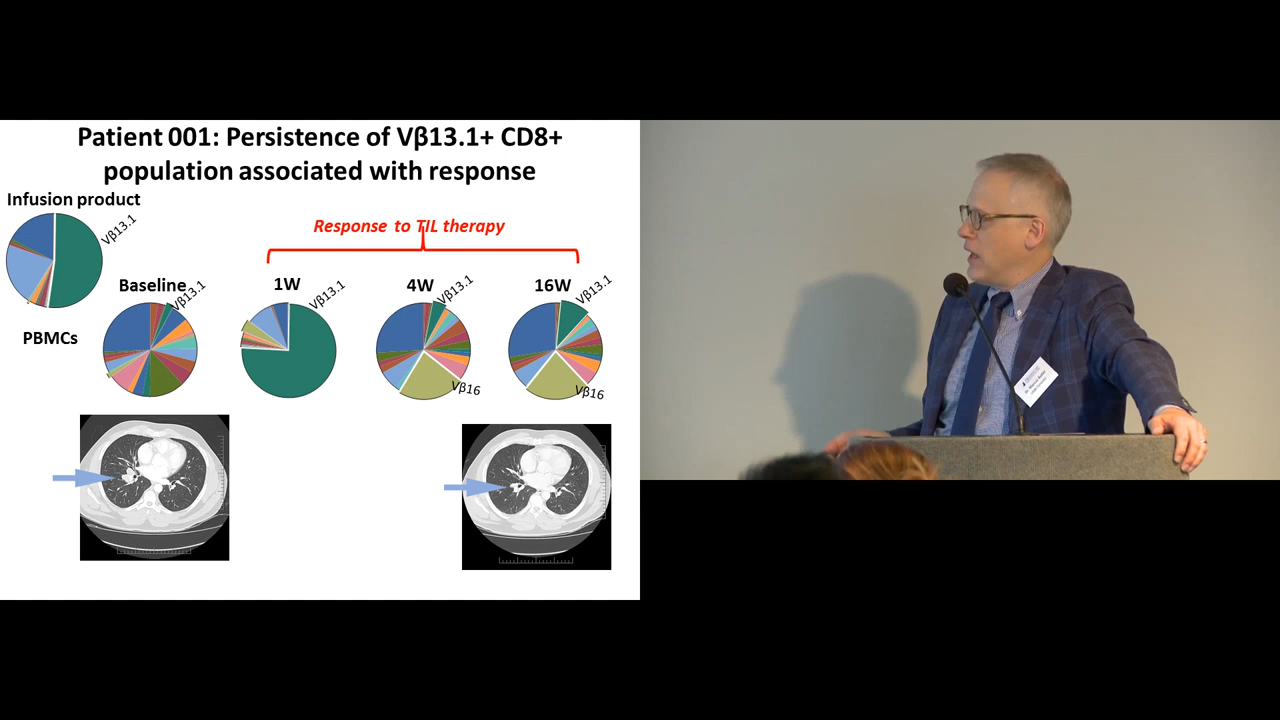 Patient 001: Persistence of Vβ13.1+ CD8+
population associated with response
Infusion product
Vβ13.1
Response to TIL therapy
Baseline
Vβ13.1
1W
Vβ13.1
4W
Vβ13.1
16W
Vβ13.1
PBMCs
Vβ16
Vβ16